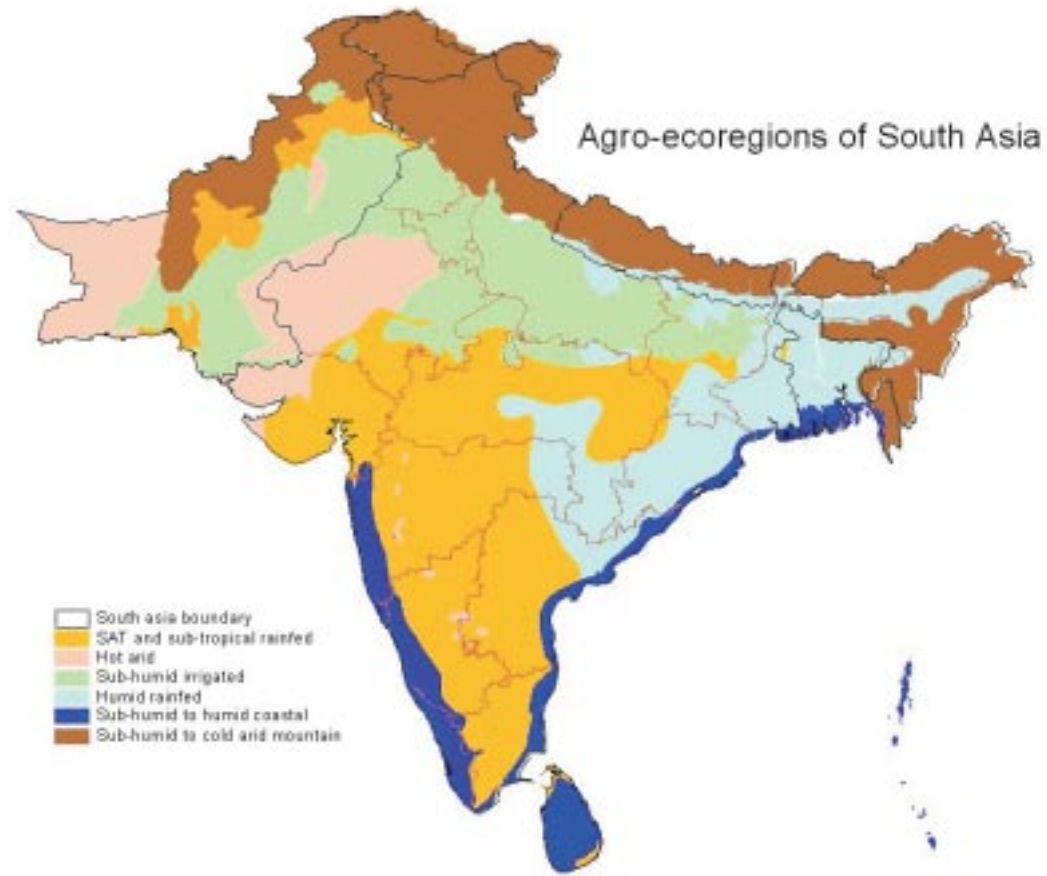 Agro-ecoregions of South Asia
South asia boundary
SAT and sub-tropical rainfed
Hot arid
Sub-humid irrigated
Humid rainfed
Sub-humid to humid coastal
Sub-humid to cold arid mountain